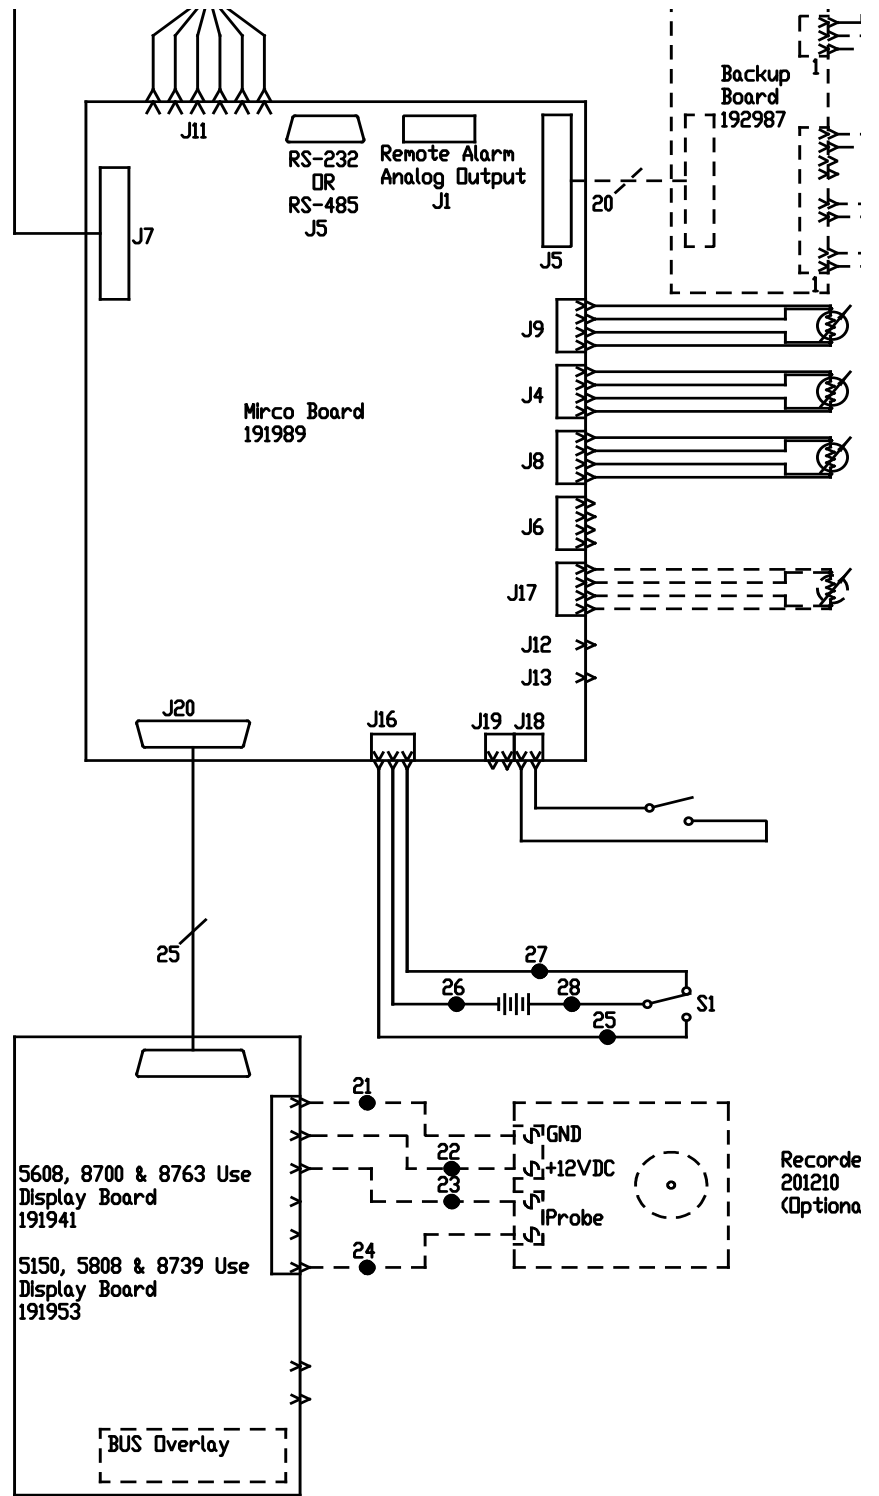 1
Backup
Board
192987
J11
RS-232
OR
RS-485
J5
Remote Alarm
Analog Output
J1
20
J7
J5
1
J9
J4
Mirco Board
191989
J8
J6
J17
J12
J13
J20
J16
J19
J18
25
27
26
28
S1
25
21
GND
22
+12VDC
23
Probe
24
Recorde
201210
(Optiona
5608, 8700 & 8763 Use
Display Board
191941
5150, 5808 & 8739 Use
Display Board
191953
BUS Overlay